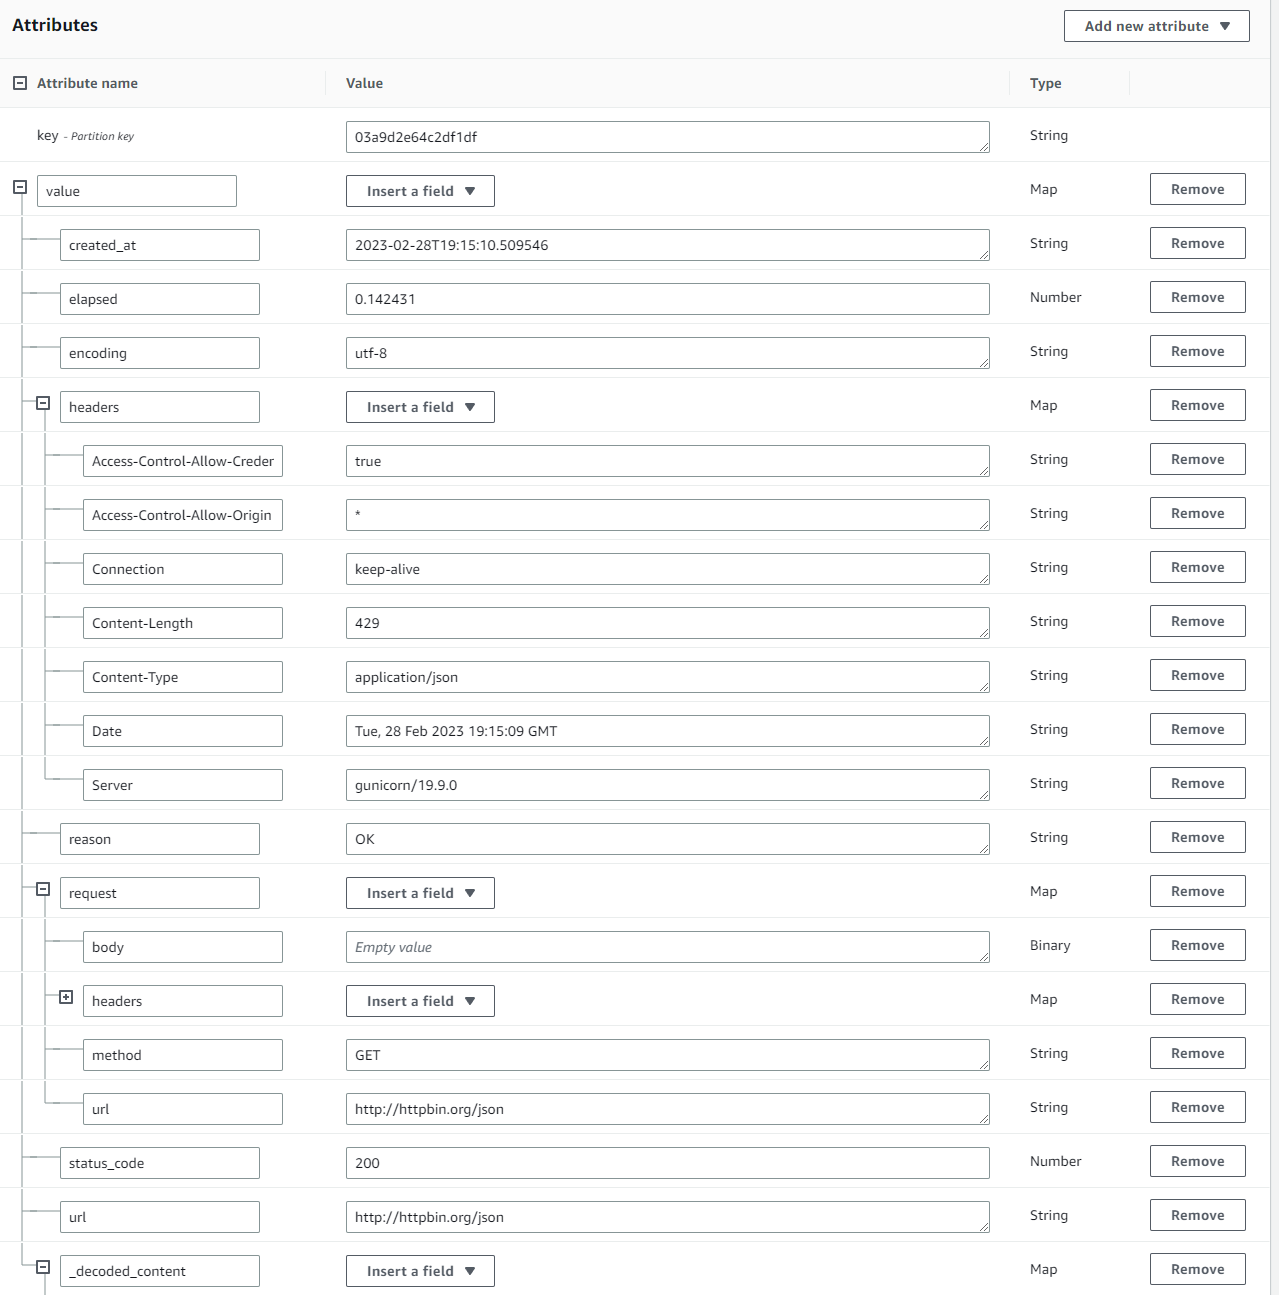 Attributes
Add new attribute
Attribute name Value Type
key - Partition key 03a9d2e64c2df1df String
value Insert a field Map Remove
created_at 2023-02-28T19:15:10.509546 String Remove
elapsed 0.142431 Number Remove
encoding utf-8 String Remove
headers Insert a field Map Remove
Access-Control-Allow-Creder true String Remove
Access-Control-Allow-Origin * String Remove
Connection keep-alive String Remove
Content-Length 429 String Remove
Content-Type application/json String Remove
Date Tue, 28 Feb 2023 19:15:09 GMT String Remove
Server gunicorn/19.9.0 String Remove
reason OK String Remove
request Insert a field Map Remove
body Empty value Binary Remove
headers Insert a field Map Remove
method GET String Remove
url http://httpbin.org/json String Remove
status_code 200 Number Remove
url http://httpbin.org/json String Remove
_decoded_content Insert a field Map Remove